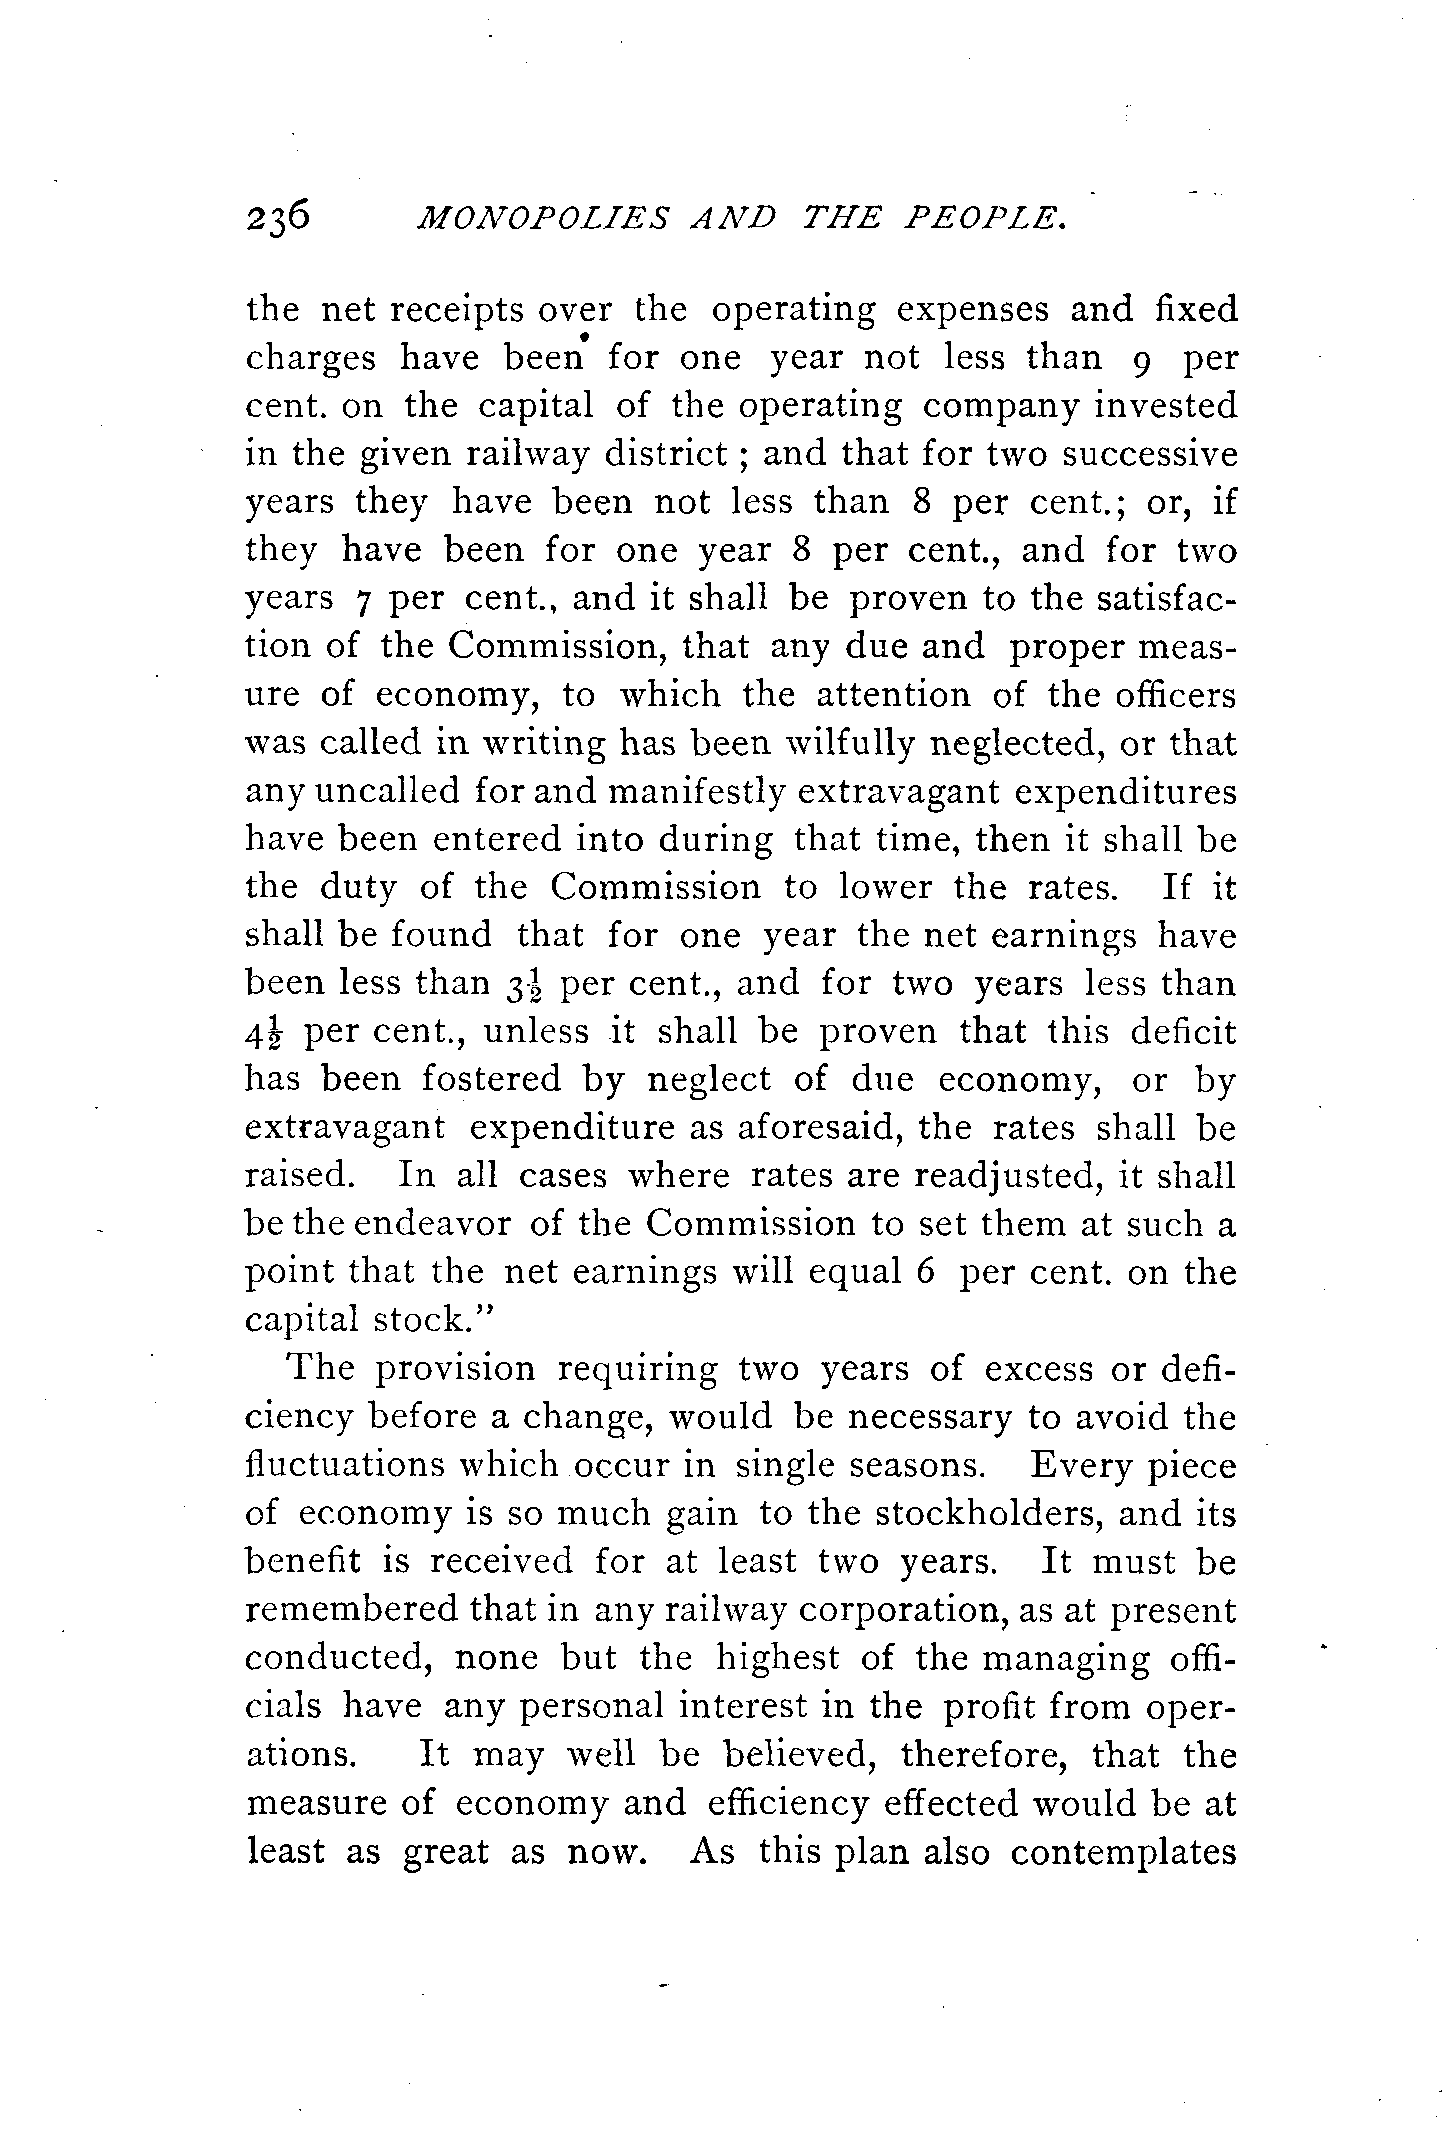 236 MONOPOLIES AND THE PEOPLE.
the net receipts over the operating expenses and fixed
charges have been for one year not less than 9 per
cent. on the capital of the operating company invested
in the given railway district ; and that for two successive
years they have been not less than 8 per cent.; or, if
they have been for one year 8 per cent., and for two
years 7 per cent., and it shall be proven to the satisfac-
tion of the Commission, that any due and proper meas-
ure of economy, to which the attention of the officers
was called in writing has been wilfully neglected, or that
any uncalled for and manifestly extravagant expenditures
have been entered into during that time, then it shall be
the duty of the Commission to lower the rates. If it
shall be found that for one year the net earnings have
been less than 3½ per cent., and for two years less than
4½ per cent., unless it shall be proven that this deficit
has been fostered by neglect of due economy, or by
extravagant expenditure as aforesaid, the rates shall be
raised. In all cases where rates are readjusted, it shall
be the endeavor of the Commission to set them at such a
point that the net earnings will equal 6 per cent. on the
capital stock.”
The provision requiring two years of excess or defi-
ciency before a change, would be necessary to avoid the
fluctuations which occur in single seasons. Every piece
of economy is so much gain to the stockholders, and its
benefit is received for at least two years. It must be
remembered that in any railway corporation, as at present
conducted, none but the highest of the managing offi-
cials have any personal interest in the profit from oper-
ations. It may well be believed, therefore, that the
measure of economy and efficiency effected would be at
least as great as now. As this plan also contemplates